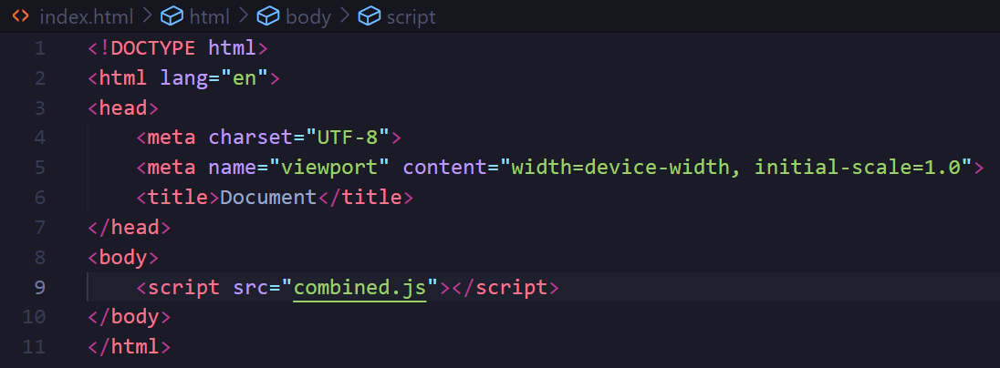 index.html > html > body > script
1 <!DOCTYPE html>
2 <html lang="en">
3 <head>
4     <meta charset="UTF-8">
5     <meta name="viewport" content="width=device-width, initial-scale=1.0">
6     <title>Document</title>
7 </head>
8 <body>
9     <script src="combined.js"></script>
10 </body>
11 </html>